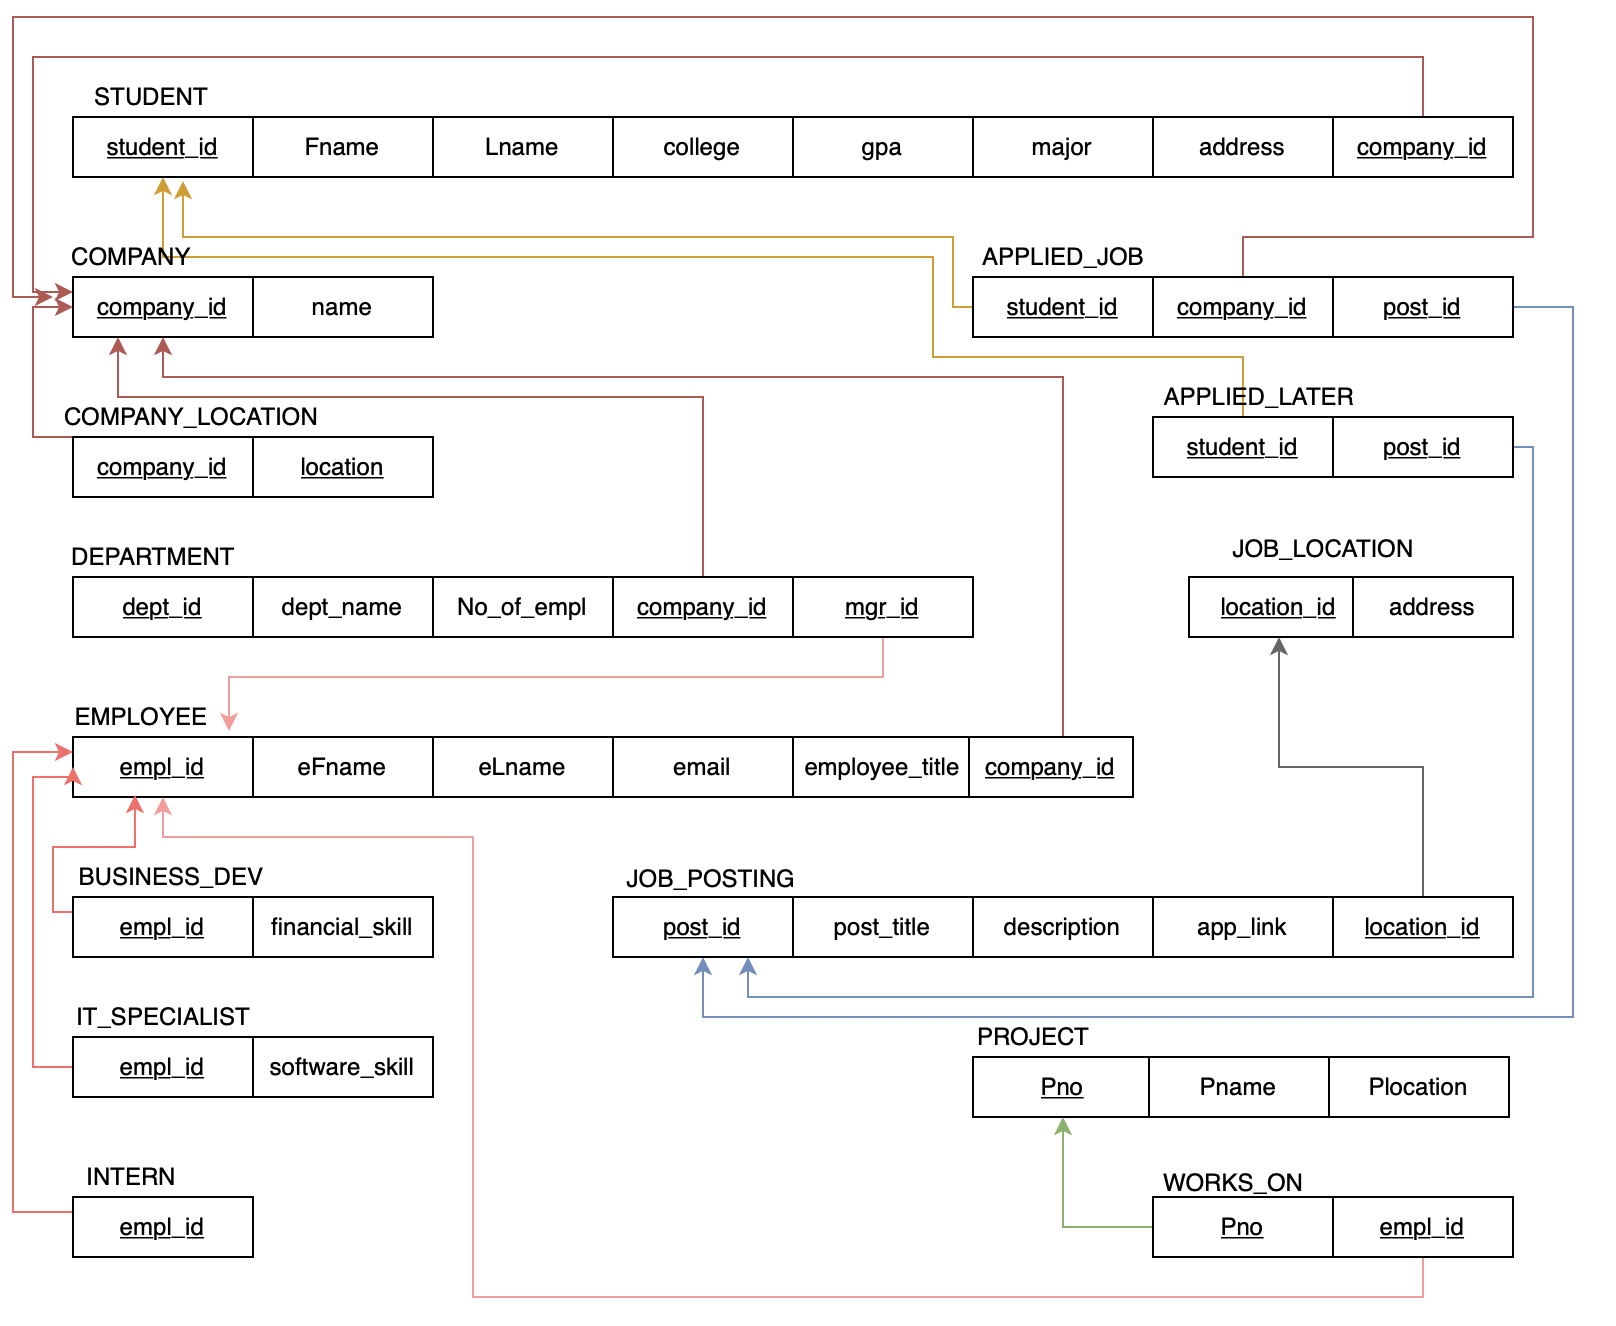 STUDENT
student_id Fname Lname college gpa major address company_id
COMPANY
company_id name
APPLIED_JOB
student_id company_id post_id
APPLIED_LATER
student_id post_id
COMPANY_LOCATION
company_id location
DEPARTMENT
dept_id dept_name No_of_empl company_id mgr_id
JOB_LOCATION
location_id address
EMPLOYEE
empl_id eFname eLname email employee_title company_id
BUSINESS_DEV
empl_id financial_skill
JOB_POSTING
post_id post_title description app_link location_id
IT_SPECIALIST
empl_id software_skill
PROJECT
Pno Pname Plocation
INTERN
empl_id
WORKS_ON
Pno empl_id